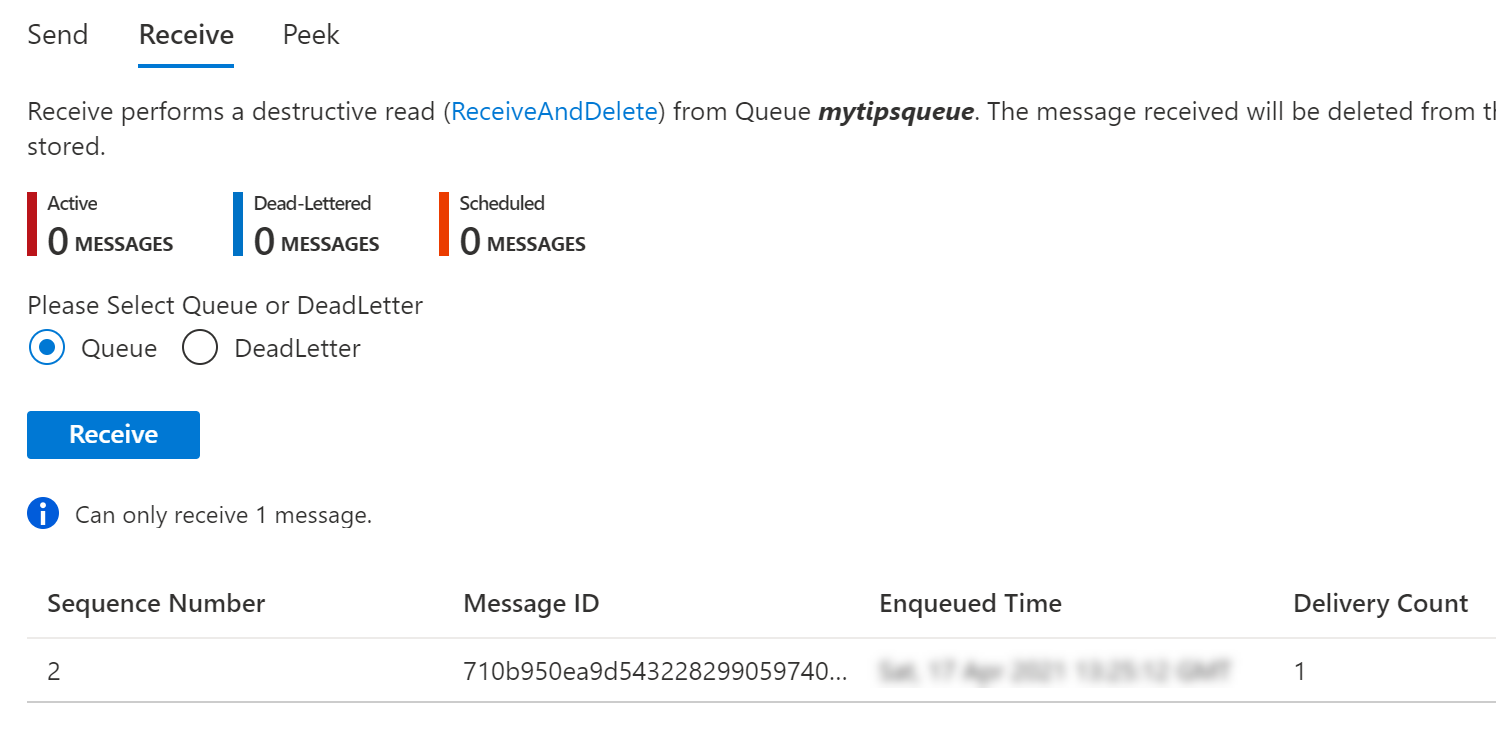 Send Receive Peek
Receive performs a destructive read (ReceiveAndDelete) from Queue mytipsqueue. The message received will be deleted from
stored.
Active Dead-Lettered Scheduled
0 MESSAGES 0 MESSAGES 0 MESSAGES
Please Select Queue or DeadLetter
Queue DeadLetter
Receive
Can only receive 1 message.
Sequence Number Message ID Enqueued Time Delivery Count
2 710b950ea9d543228299059740... 1